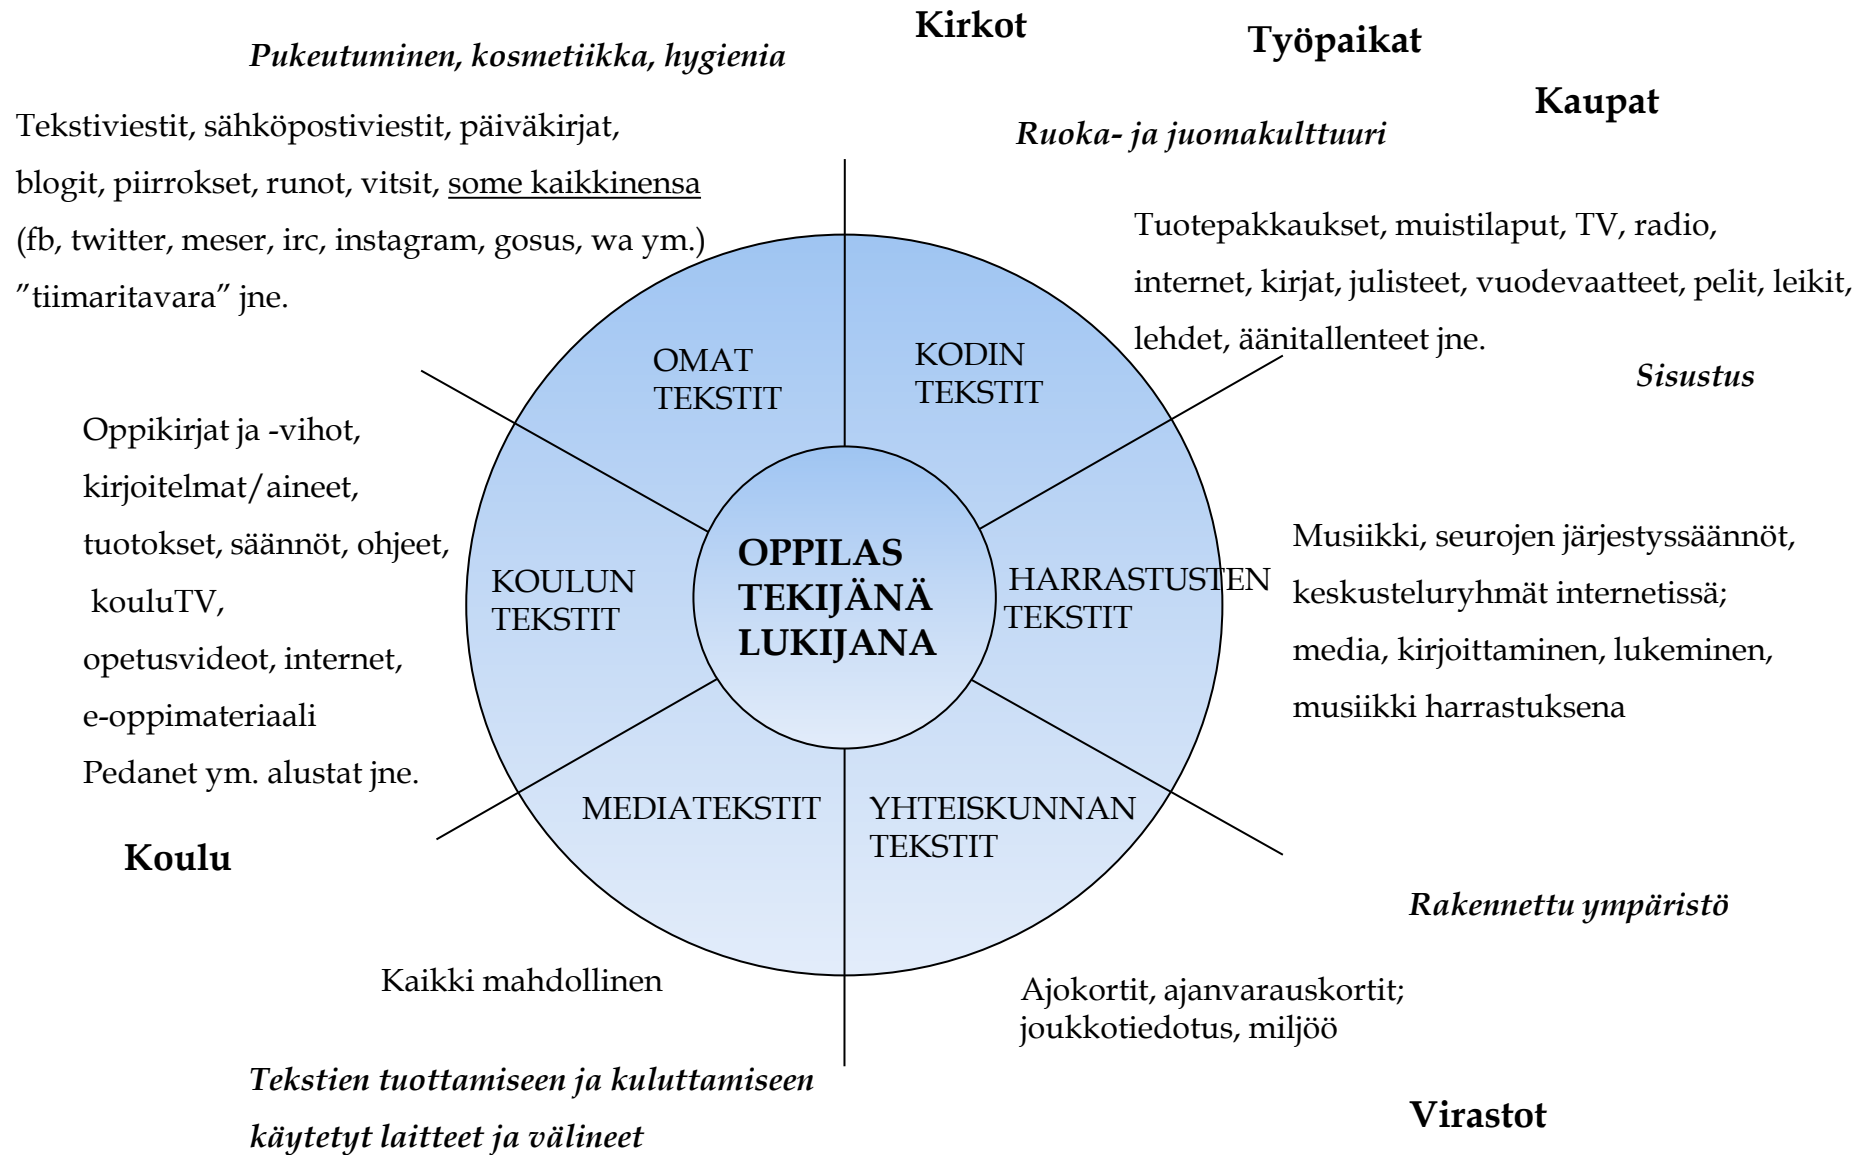 Kirkot
Työpaikat
Pukeutuminen, kosmetiikka, hygienia
Kaupat
Tekstiviestit, sähköpostiviestit, päiväkirjat,
blogit, piirrokset, runot, vitsit, some kaikkinensa
(fb, twitter, meser, irc, instagram, gosus, wa ym.)
”tiimaritavara” jne.
Ruoka- ja juomakulttuuri
Tuotepakkaukset, muistilaput, TV, radio,
internet, kirjat, julisteet, vuodevaatteet, pelit, leikit,
lehdet, äänitallenteet jne.
Sisustus
OMAT
TEKSTIT
KODIN
TEKSTIT
Oppikirjat ja -vihot,
kirjoitelmat/aineet,
tuotokset, säännöt, ohjeet,
kouluTV,
opetusvideot, internet,
e-oppimateriaali
Pedanet ym. alustat jne.
KOULUN
TEKSTIT
OPPILAS
TEKIJÄNÄ
LUKIJANA
HARRASTUSTEN
TEKSTIT
Musiikki, seurojen järjestyssäännöt,
keskusteluryhmät internetissä;
media, kirjoittaminen, lukeminen,
musiikki harrastuksena
MEDIATEKSTIT
YHTEISKUNNAN
TEKSTIT
Koulu
Rakennettu ympäristö
Kaikki mahdollinen
Ajokortit, ajanvarauskortit;
joukkotiedotus, miljöö
Tekstien tuottamiseen ja kuluttamiseen
käytetyt laitteet ja välineet
Virastot